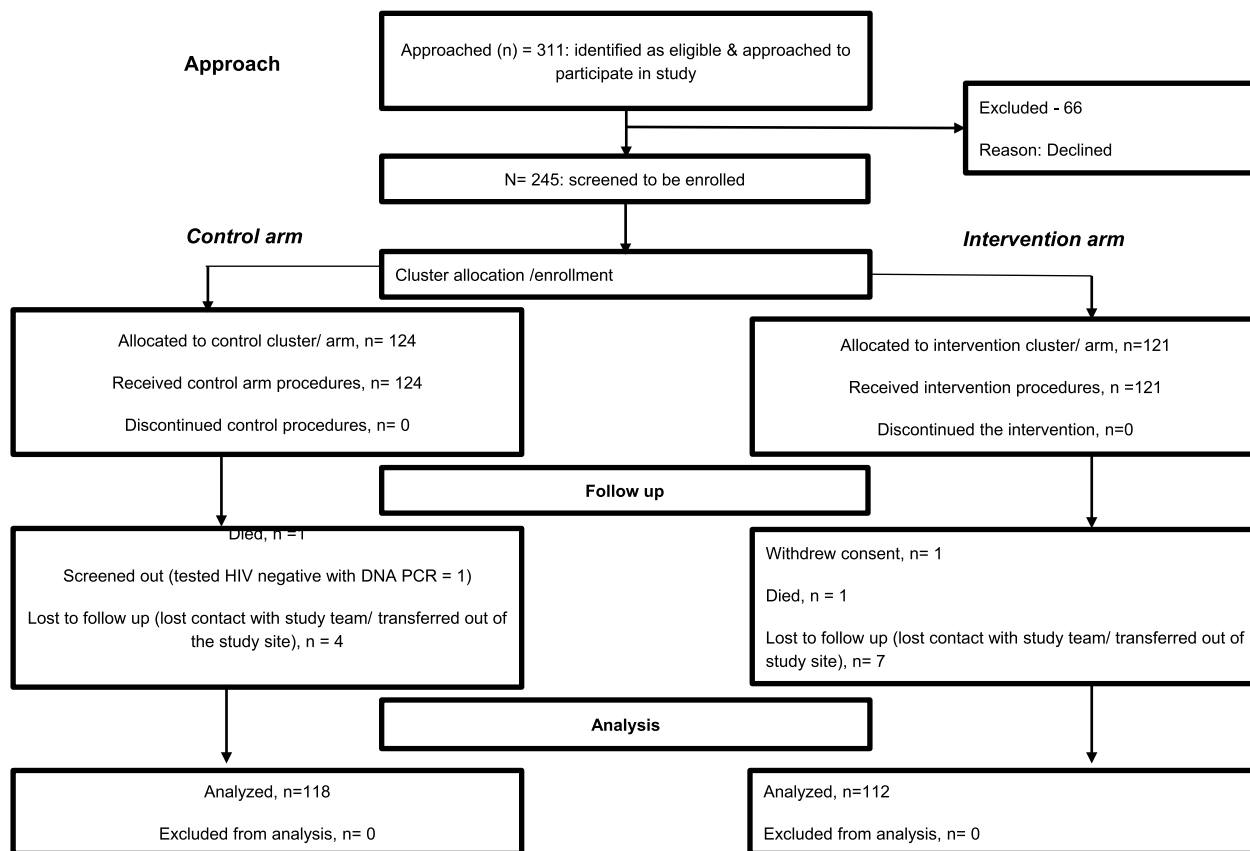 Approach
Approached (n) = 311: identified as eligible & approached to
participate in study
Excluded - 66
Reason: Declined
N= 245: screened to be enrolled
Control arm
Intervention arm
Cluster allocation /enrollment
Allocated to control cluster/ arm, n= 124
Received control arm procedures, n= 124
Discontinued control procedures, n= 0
Allocated to intervention cluster/ arm, n=121
Received intervention procedures, n =121
Discontinued the intervention, n=0
Follow up
Died, n =1
Screened out (tested HIV negative with DNA PCR = 1)
Lost to follow up (lost contact with study team/ transferred out of
the study site), n = 4
Withdrew consent, n= 1
Died, n = 1
Lost to follow up (lost contact with study team/ transferred out of
study site), n= 7
Analysis
Analyzed, n=118
Excluded from analysis, n= 0
Analyzed, n=112
Excluded from analysis, n= 0